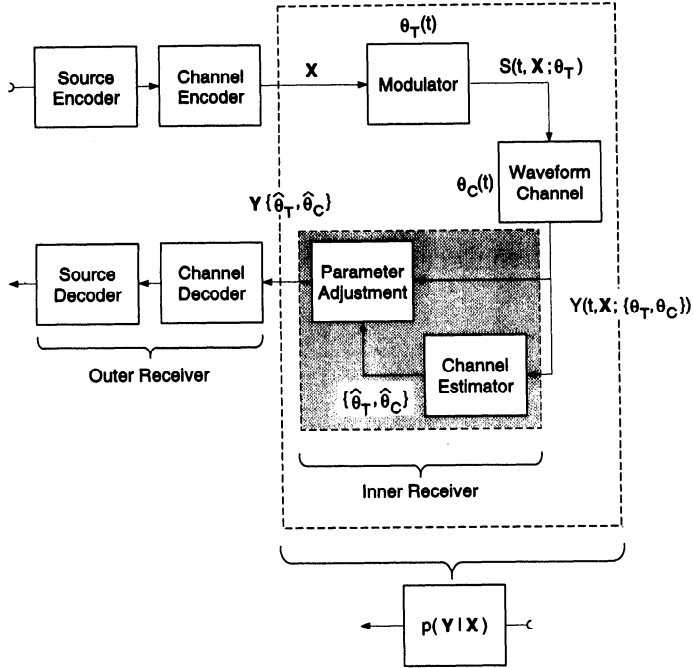 θT(t)
Source
Encoder
Channel
Encoder
X
Modulator
S(t, X ; θT)
θC(t)
Waveform
Channel
Y {θ̂T, θ̂C}
Source
Decoder
Channel
Decoder
Parameter
Adjustment
Y(t, X ; {θT, θC})
Outer Receiver
{θ̂T, θ̂C}
Channel
Estimator
Inner Receiver
p( Y | X )